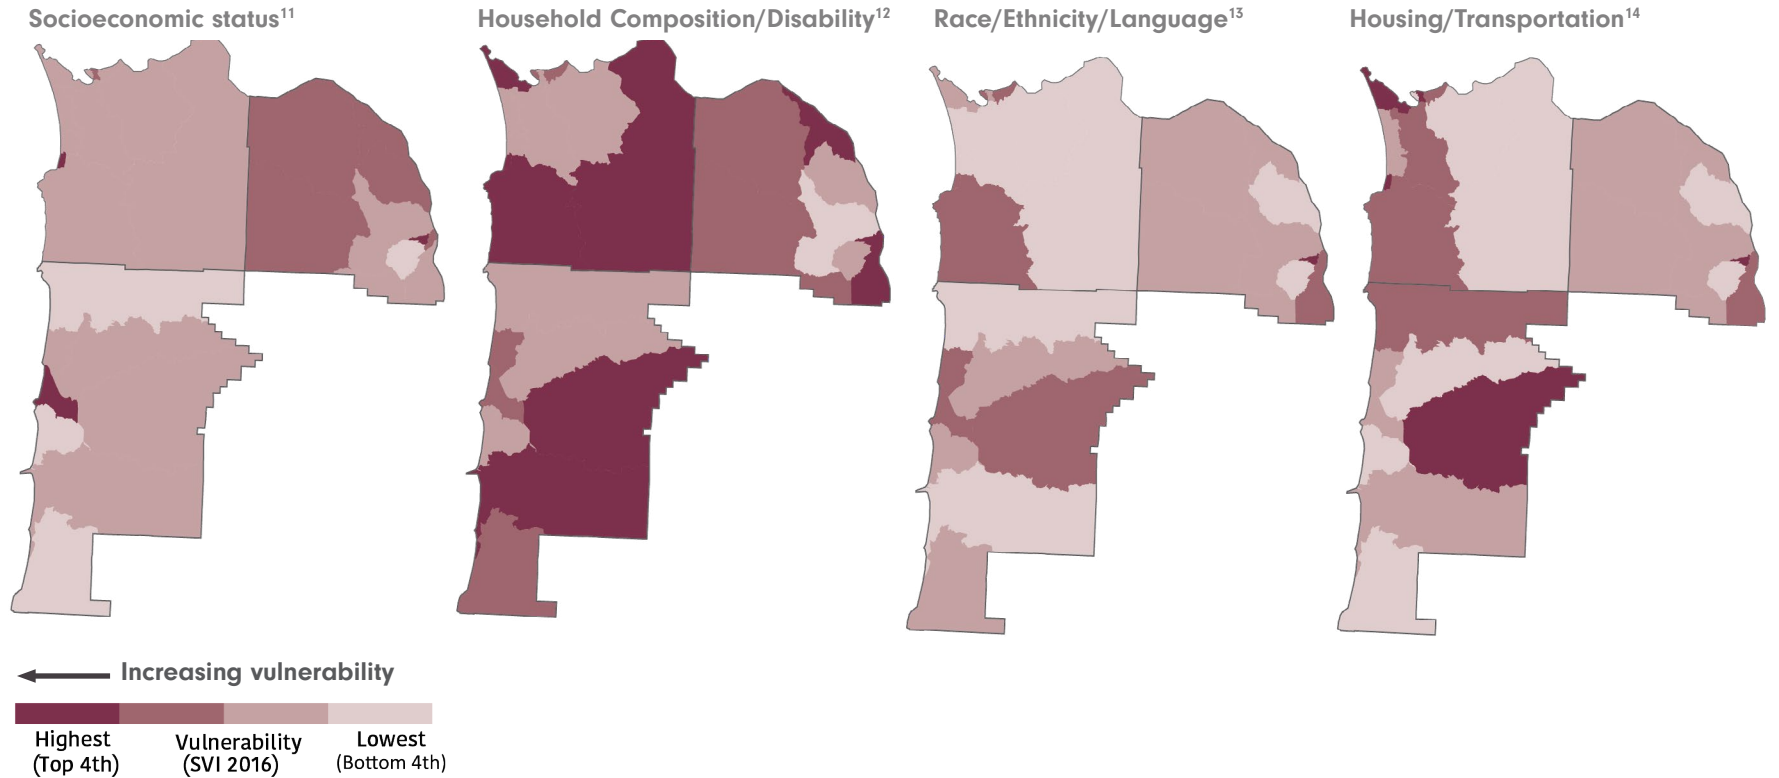 Socioeconomic status¹¹
Household Composition/Disability¹²
Race/Ethnicity/Language¹³
Housing/Transportation¹⁴
Increasing vulnerability
Highest
(Top 4th)
Vulnerability
(SVI 2016)
Lowest
(Bottom 4th)